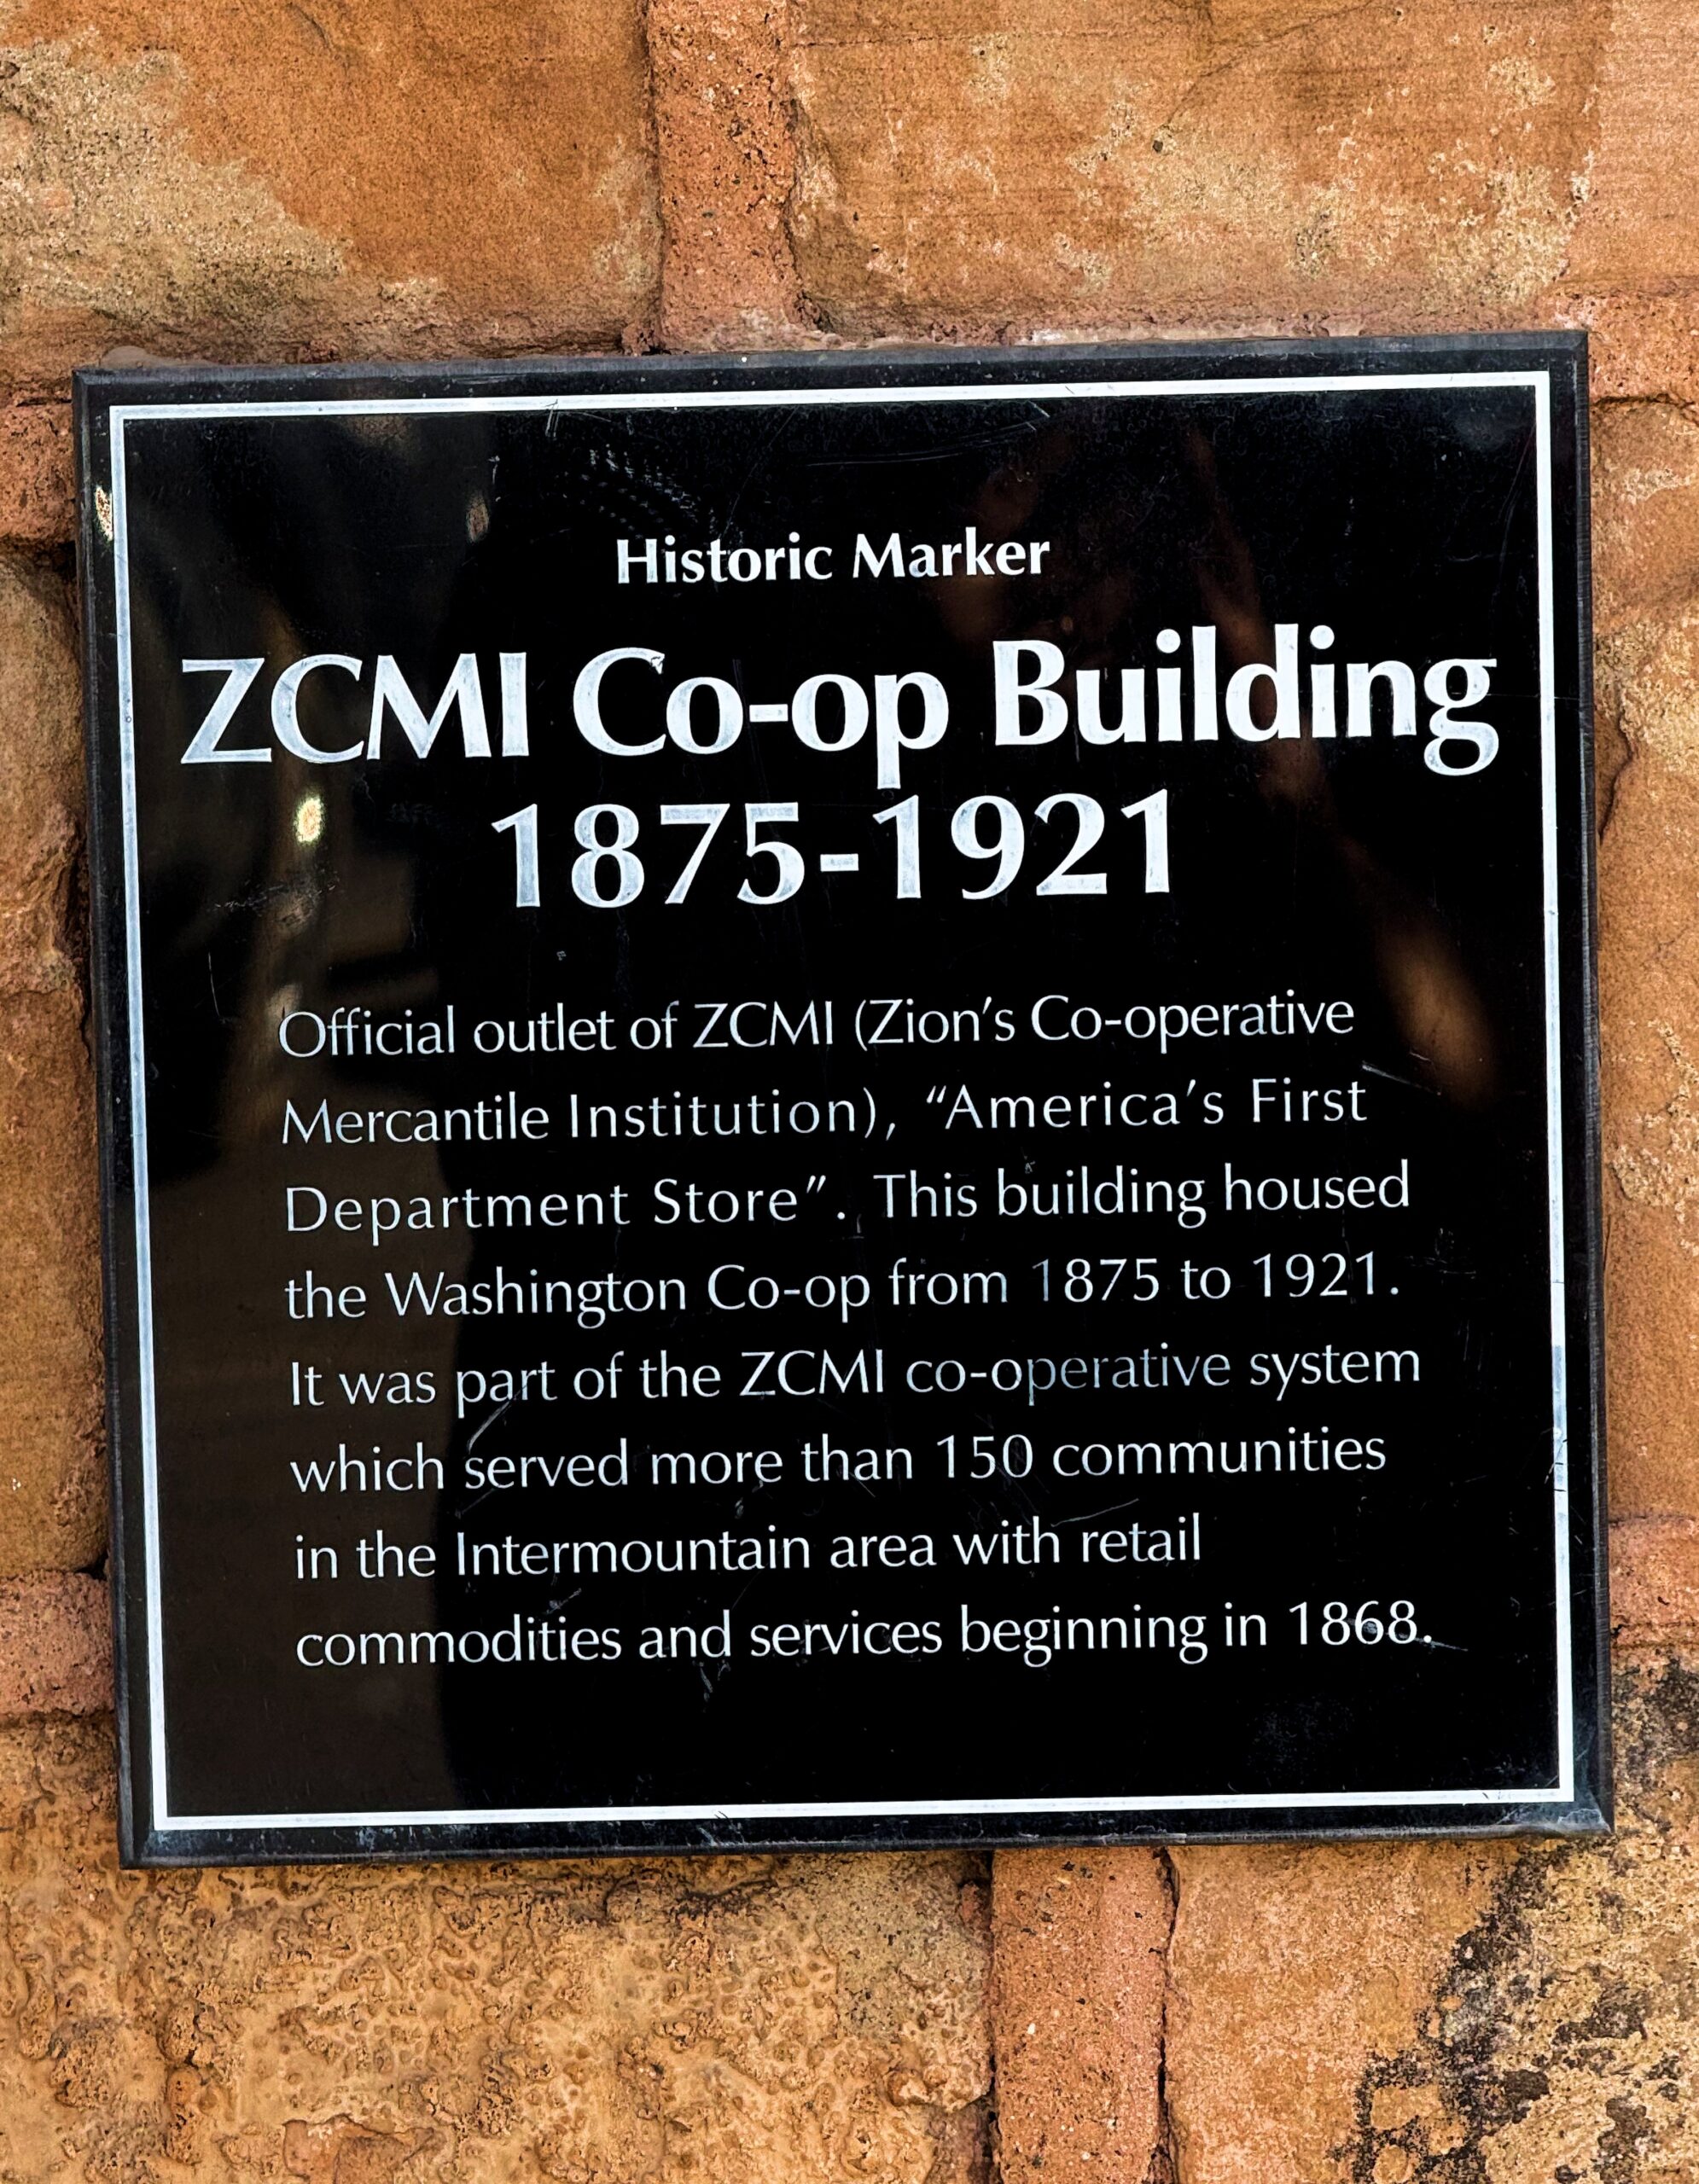 Historic Marker
ZCMI Co-op Building
1875-1921
Official outlet of ZCMI (Zion's Co-operative
Mercantile Institution), "America's First
Department Store". This building housed
the Washington Co-op from 1875 to 1921.
It was part of the ZCMI co-operative system
which served more than 150 communities
in the Intermountain area with retail
commodities and services beginning in 1868.